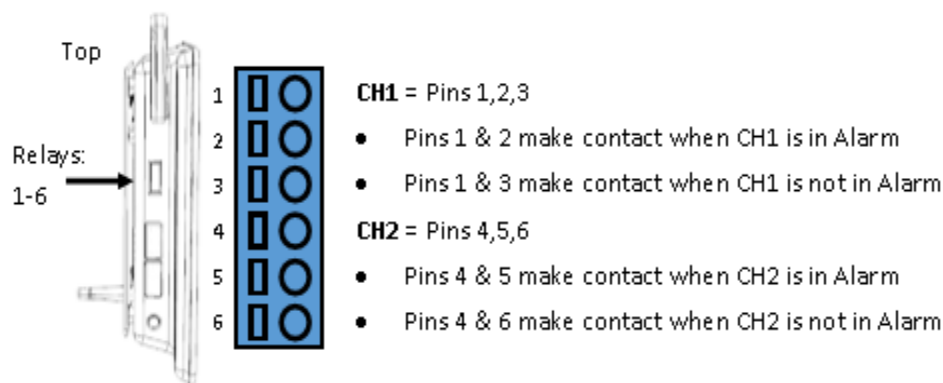 Top
Relays:
1-6
1
2
3
4
5
6
CH1 = Pins 1,2,3
• Pins 1 & 2 make contact when CH1 is in Alarm
• Pins 1 & 3 make contact when CH1 is not in Alarm
CH2 = Pins 4,5,6
• Pins 4 & 5 make contact when CH2 is in Alarm
• Pins 4 & 6 make contact when CH2 is not in Alarm